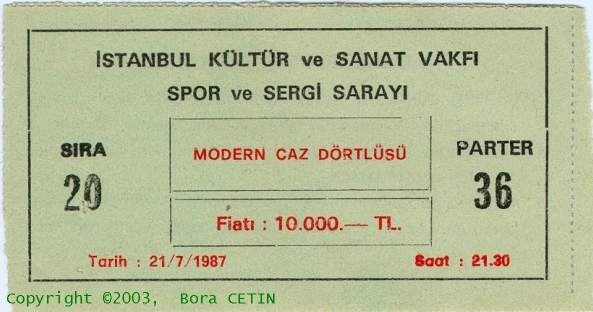 İSTANBUL KÜLTÜR ve SANAT VAKFI
SPOR ve SERGİ SARAYI
SIRA
20
MODERN CAZ DÖRTLÜSÜ
PARTER
36
Fiatı : 10.000.— TL.
Tarih : 21/7/1987
Saat : 21.30
Copyright ©2003, Bora CETIN